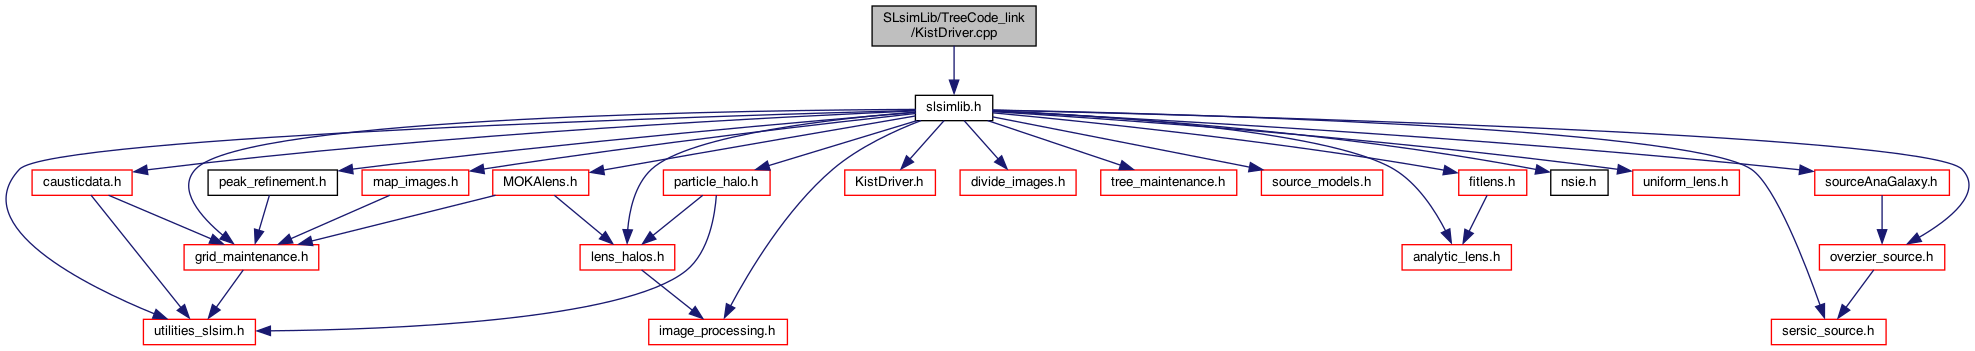 SLsimLib/TreeCode_link
/KistDriver.cpp
slsimlib.h
causticdata.h
peak_refinement.h
map_images.h
MOKAlens.h
particle_halo.h
KistDriver.h
divide_images.h
tree_maintenance.h
source_models.h
fitlens.h
nsie.h
uniform_lens.h
sourceAnaGalaxy.h
grid_maintenance.h
lens_halos.h
analytic_lens.h
overzier_source.h
utilities_slsim.h
image_processing.h
sersic_source.h